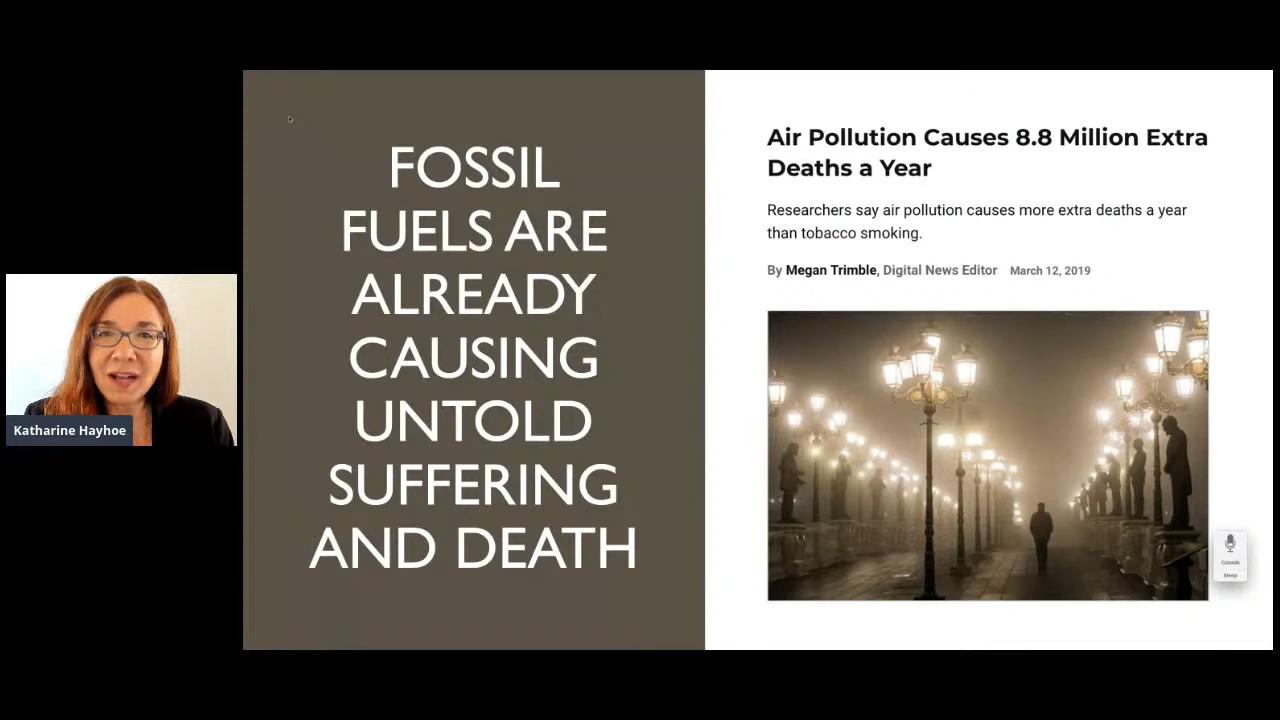 FOSSIL
FUELS ARE
ALREADY
CAUSING
UNTOLD
SUFFERING
AND DEATH
Air Pollution Causes 8.8 Million Extra
Deaths a Year
Researchers say air pollution causes more extra deaths a year
than tobacco smoking.
By Megan Trimble, Digital News Editor March 12, 2019
Katharine Hayhoe
Canada
Sleep